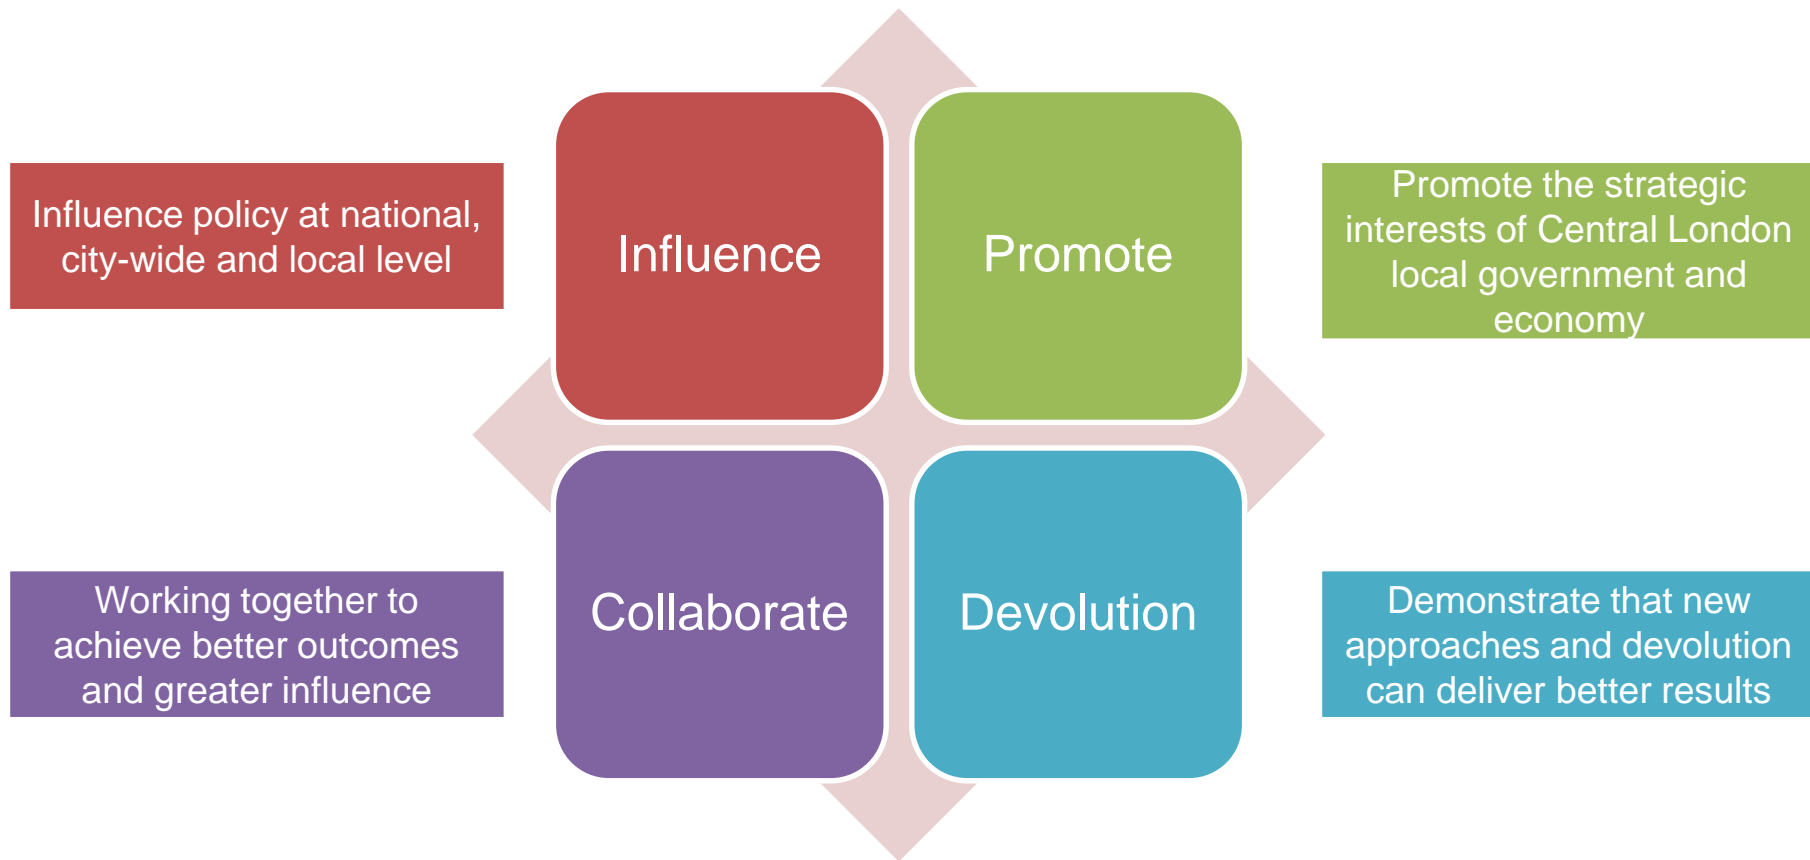 Influence policy at national,
city-wide and local level
Influence
Promote
Promote the strategic
interests of Central London
local government and
economy
Working together to
achieve better outcomes
and greater influence
Collaborate
Devolution
Demonstrate that new
approaches and devolution
can deliver better results